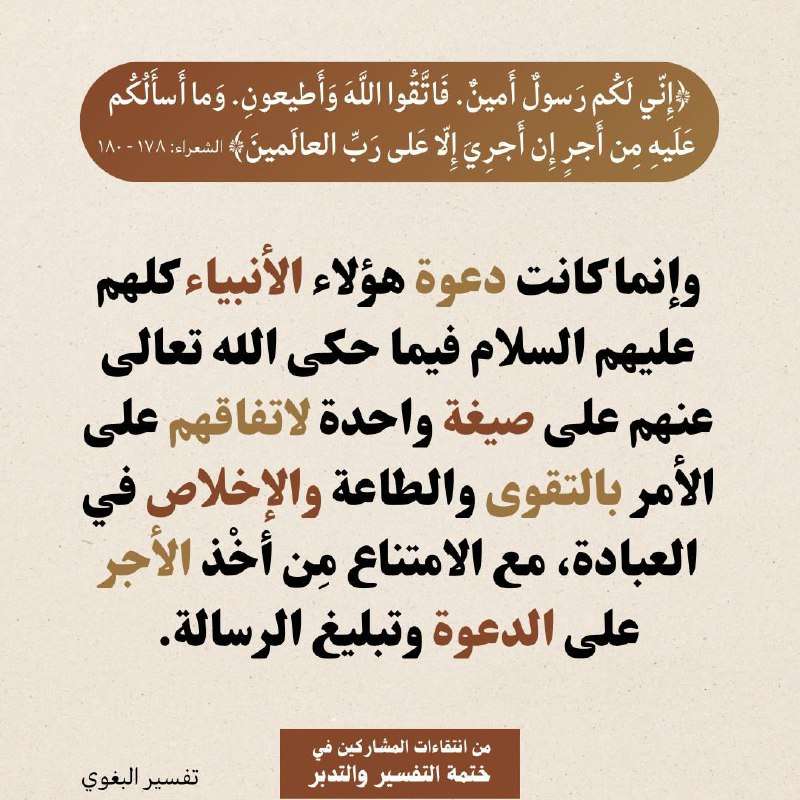 ﴿إِنّي لَكُم رَسولٌ أَمينٌ. فَاتَّقُوا اللَّهَ وَأَطيعونِ. وَما أَسأَلُكُم
عَلَيهِ مِن أَجرٍ إِن أَجرِيَ إِلّا عَلى رَبِّ العالَمينَ﴾ الشعراء: ١٧٨ - ١٨٠
وإنما كانت دعوة هؤلاء الأنبياء كلهم
عليهم السلام فيما حكى الله تعالى
عنهم على صيغة واحدة لاتفاقهم على
الأمر بالتقوى والطاعة والإخلاص في
العبادة، مع الامتناع مِن أخْذ الأجر
على الدعوة وتبليغ الرسالة.
من انتقاءات المشاركين في
ختمة التفسير والتدبر
تفسير البغوي